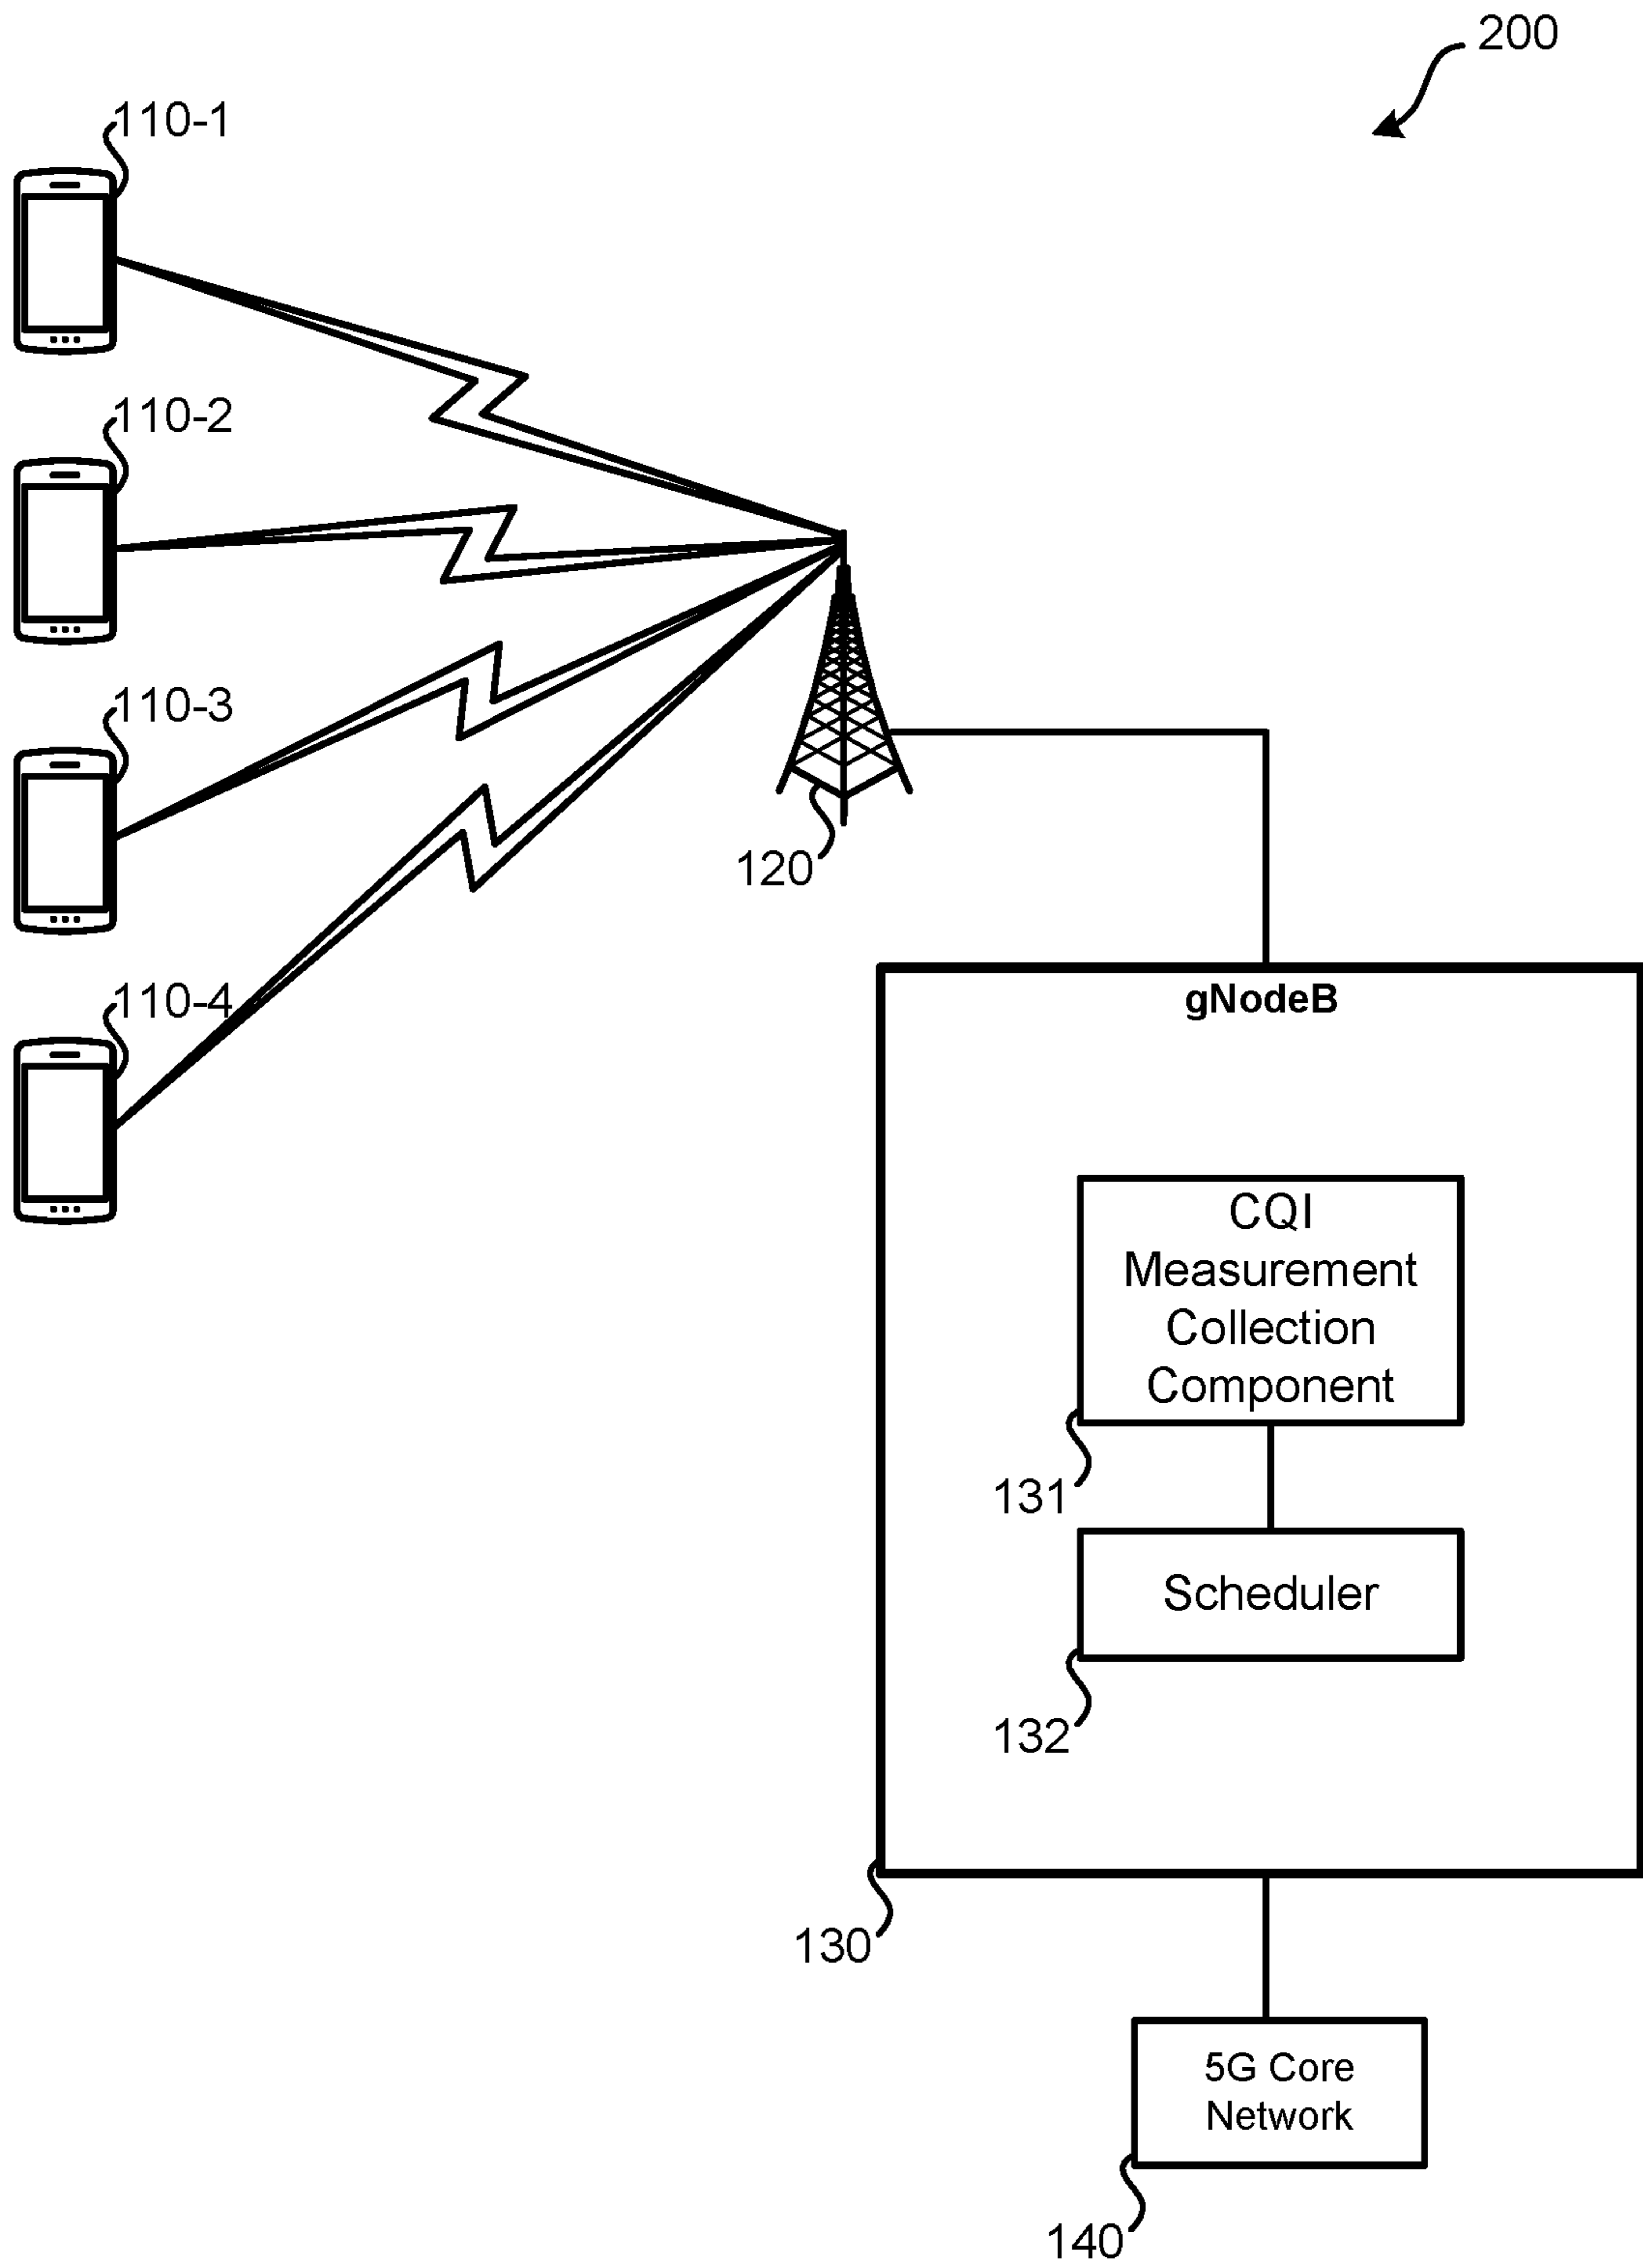 200
110-1
110-2
110-3
120
110-4
gNodeB
CQI
Measurement
Collection
Component
131
Scheduler
132
130
5G Core
Network
140